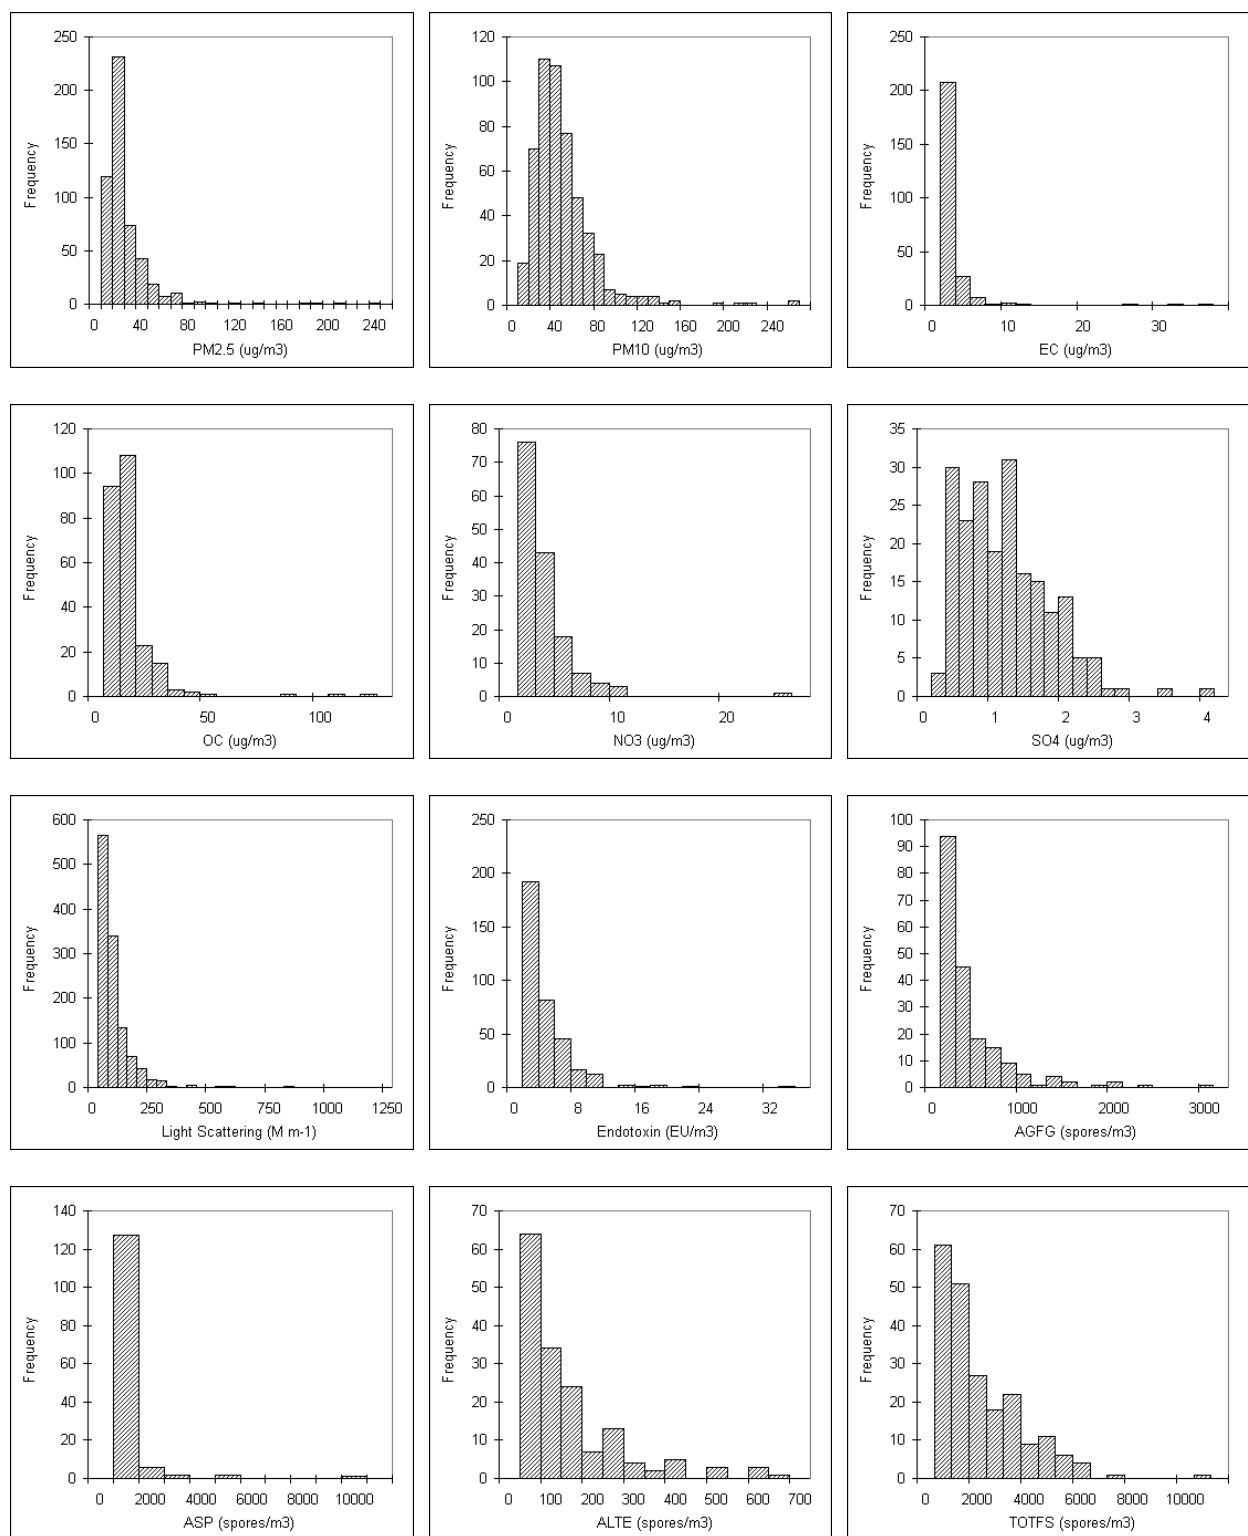 250
200
150
100
50
0
Frequency
0 40 80 120 160 200 240
PM2.5 (ug/m3)
120
100
80
60
40
20
0
Frequency
0 40 80 120 160 200 240
PM10 (ug/m3)
250
200
150
100
50
0
Frequency
0 10 20 30
EC (ug/m3)
120
100
80
60
40
20
0
Frequency
0 50 100
OC (ug/m3)
80
70
60
50
40
30
20
10
0
Frequency
0 10 20
NO3 (ug/m3)
35
30
25
20
15
10
5
0
Frequency
0 1 2 3 4
SO4 (ug/m3)
600
500
400
300
200
100
0
Frequency
0 250 500 750 1000 1250
Light Scattering (M m-1)
250
200
150
100
50
0
Frequency
0 8 16 24 32
Endotoxin (EU/m3)
100
90
80
70
60
50
40
30
20
10
0
Frequency
0 1000 2000 3000
AGFG (spores/m3)
140
120
100
80
60
40
20
0
Frequency
0 2000 4000 6000 8000 10000
ASP (spores/m3)
70
60
50
40
30
20
10
0
Frequency
0 100 200 300 400 500 600 700
ALTE (spores/m3)
70
60
50
40
30
20
10
0
Frequency
0 2000 4000 6000 8000 10000
TOTFS (spores/m3)